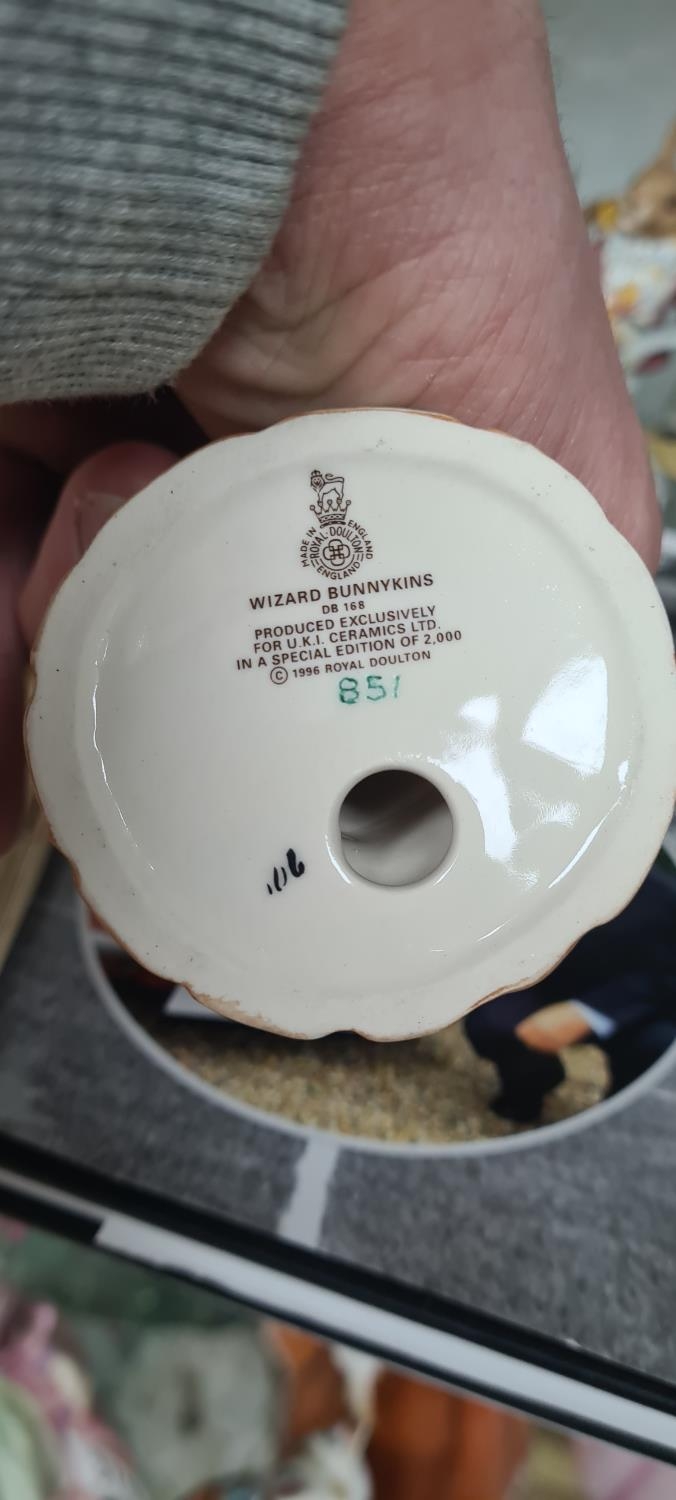 MADE IN ENGLAND
ROYAL·DOULTON
ENGLAND
WIZARD BUNNYKINS
DB 168
PRODUCED EXCLUSIVELY
FOR U.K.I. CERAMICS LTD.
IN A SPECIAL EDITION OF 2,000
© 1996 ROYAL DOULTON
851